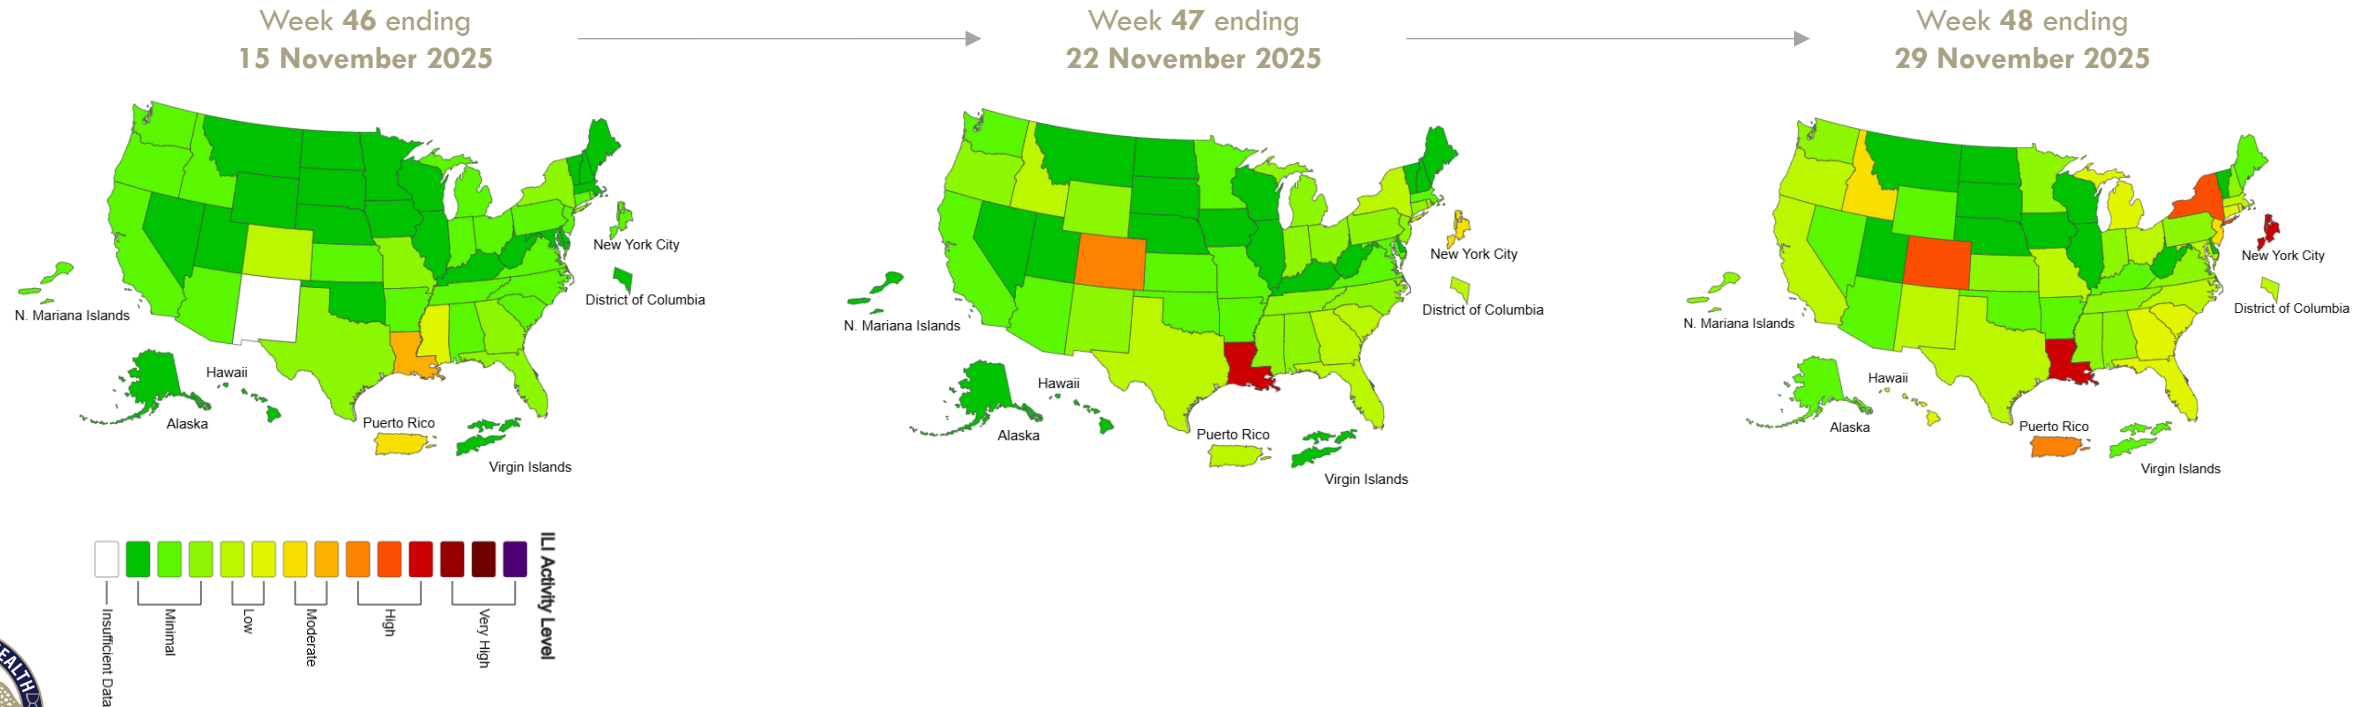 Week 46 ending
15 November 2025
Week 47 ending
22 November 2025
Week 48 ending
29 November 2025
New York City
District of Columbia
N. Mariana Islands
Hawaii
Alaska
Puerto Rico
Virgin Islands
New York City
District of Columbia
N. Mariana Islands
Hawaii
Alaska
Puerto Rico
Virgin Islands
New York City
District of Columbia
N. Mariana Islands
Hawaii
Alaska
Puerto Rico
Virgin Islands
ILI Activity Level
Insufficient Data
Minimal
Low
Moderate
High
Very High